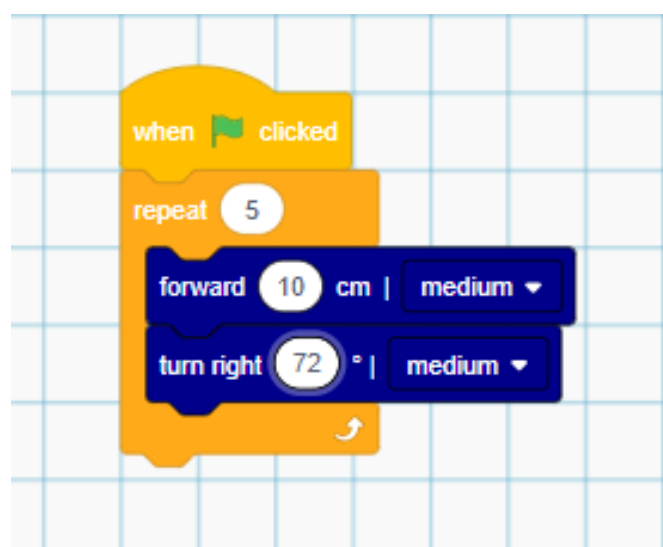 when clicked
repeat 5
forward 10 cm | medium
turn right 72 ° | medium